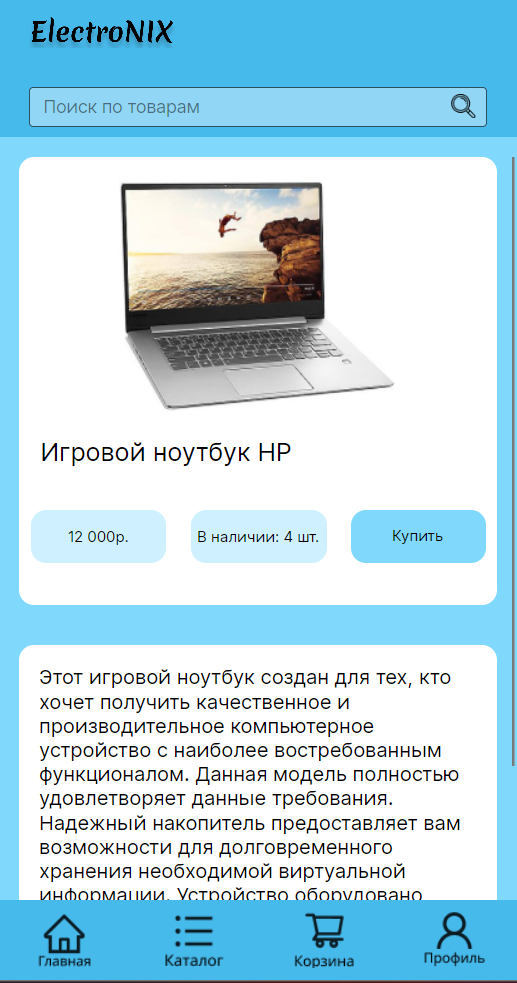 ElectroNIX
Поиск по товарам
Игровой ноутбук HP
12 000р.
В наличии: 4 шт.
Купить
Этот игровой ноутбук создан для тех, кто
хочет получить качественное и
производительное компьютерное
устройство с наиболее востребованным
функционалом. Данная модель полностью
удовлетворяет данные требования.
Надежный накопитель предоставляет вам
возможности для долговременного
хранения необходимой виртуальной
информации. Устройство оборудовано
Главная
Каталог
Корзина
Профиль